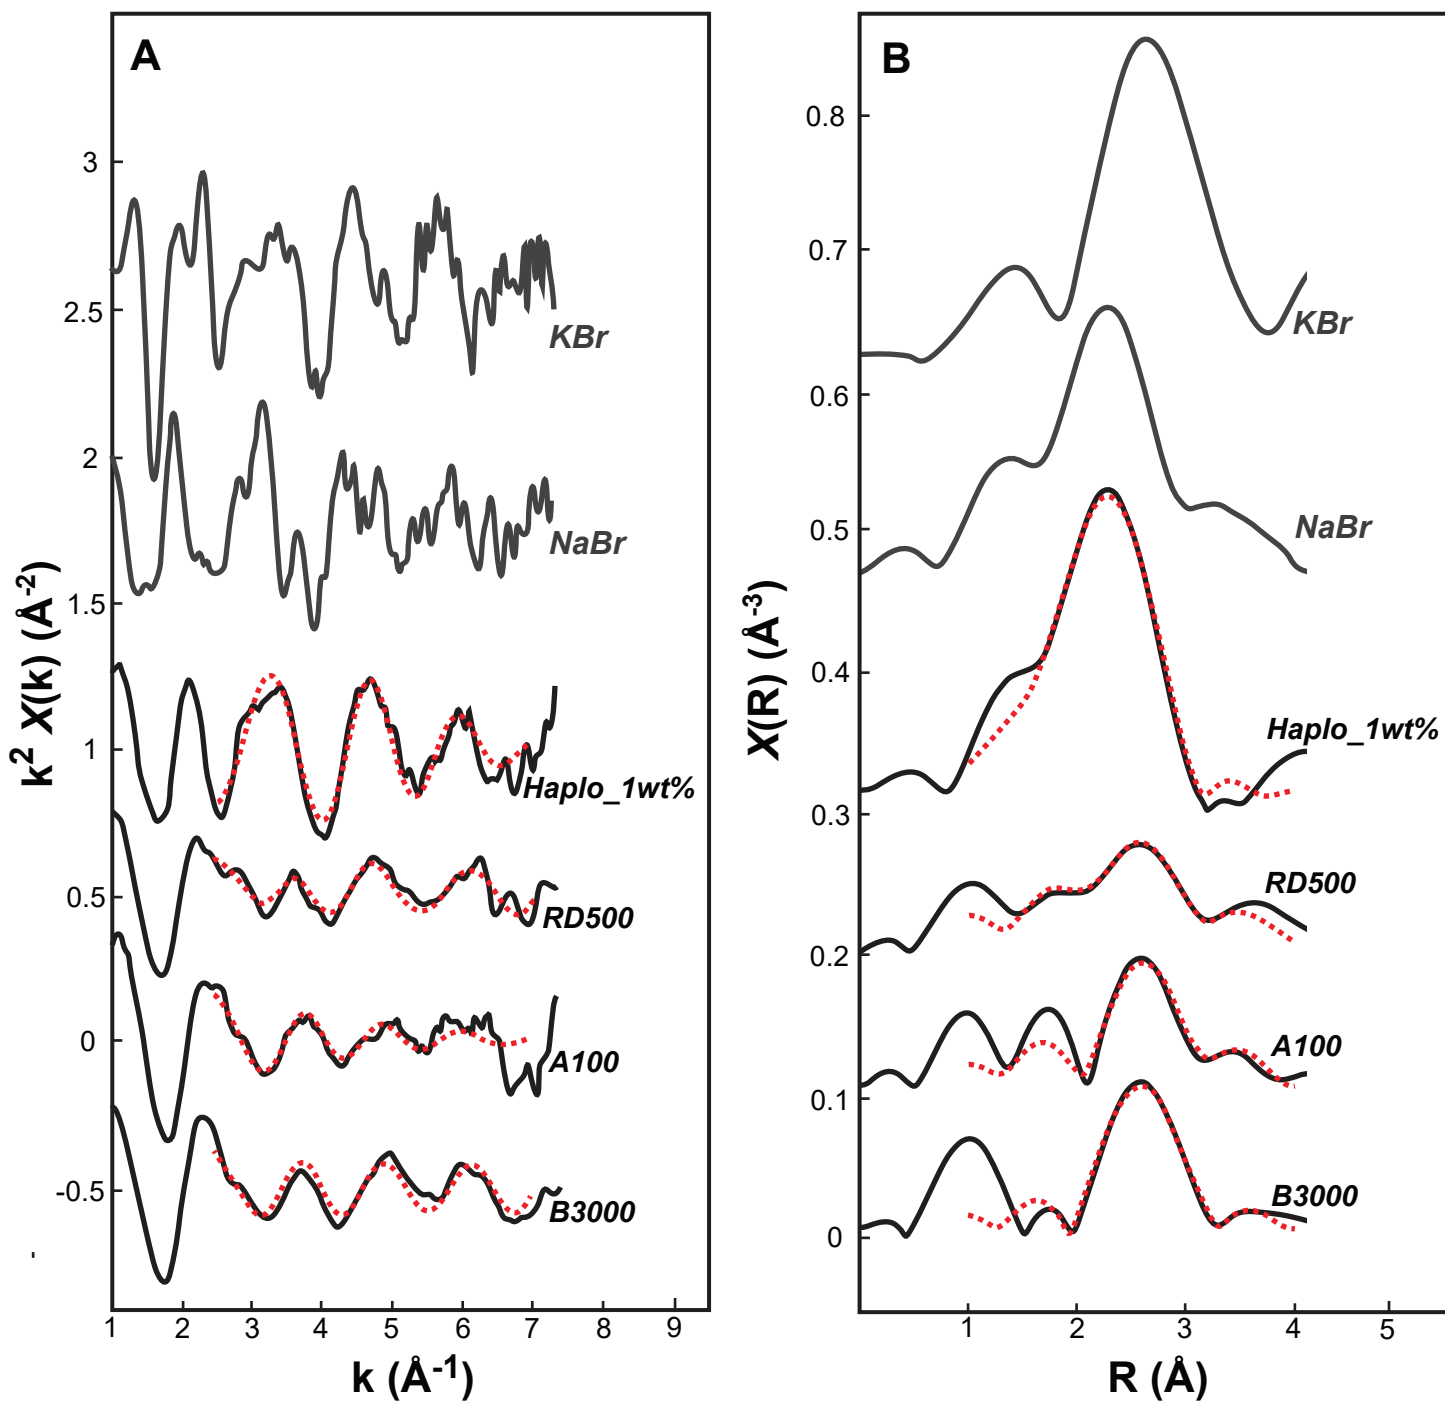 A
3
2.5
2
1.5
1
0.5
0
-0.5
-
k² X(k) (Å⁻²)
KBr
NaBr
Haplo_1wt%
RD500
A100
B3000
1 2 3 4 5 6 7 8 9
k (Å⁻¹)
B
0.8
0.7
0.6
0.5
0.4
0.3
0.2
0.1
0
X(R) (Å⁻³)
KBr
NaBr
Haplo_1wt%
RD500
A100
B3000
1 2 3 4 5
R (Å)